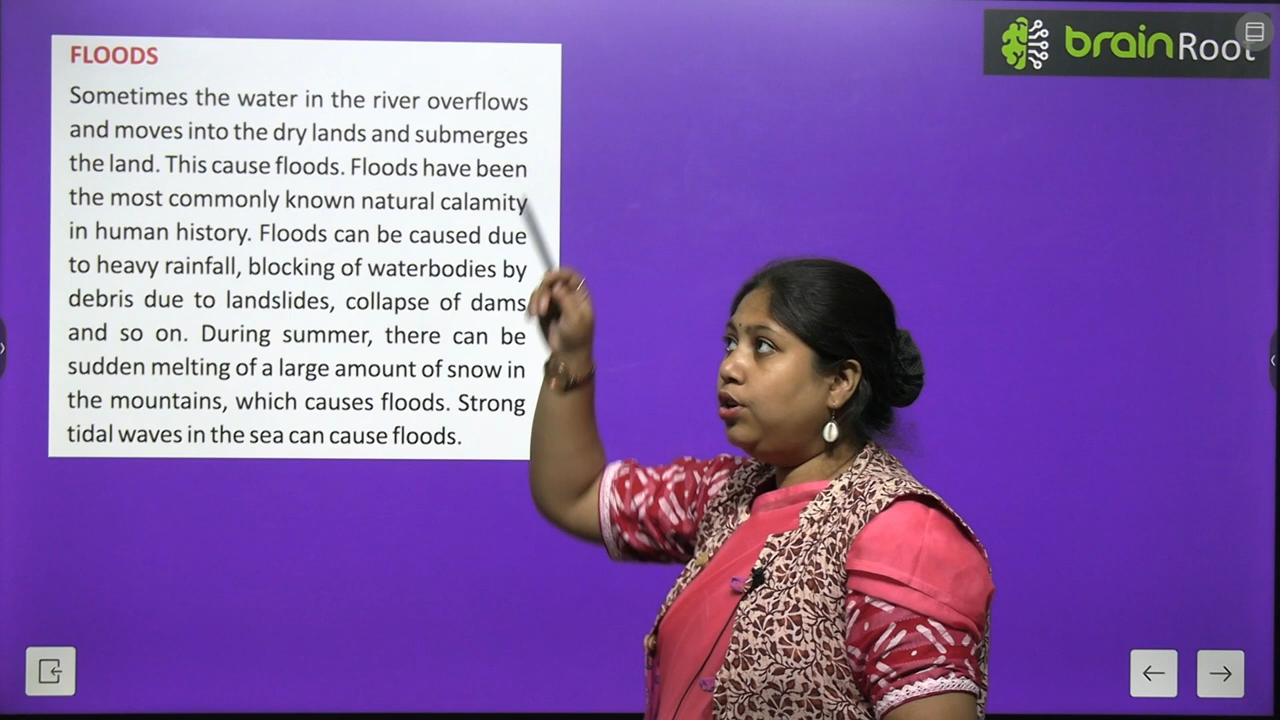 FLOODS
Sometimes the water in the river overflows
and moves into the dry lands and submerges
the land. This cause floods. Floods have been
the most commonly known natural calamity
in human history. Floods can be caused due
to heavy rainfall, blocking of waterbodies by
debris due to landslides, collapse of dams
and so on. During summer, there can be
sudden melting of a large amount of snow in
the mountains, which causes floods. Strong
tidal waves in the sea can cause floods.
brainRoot